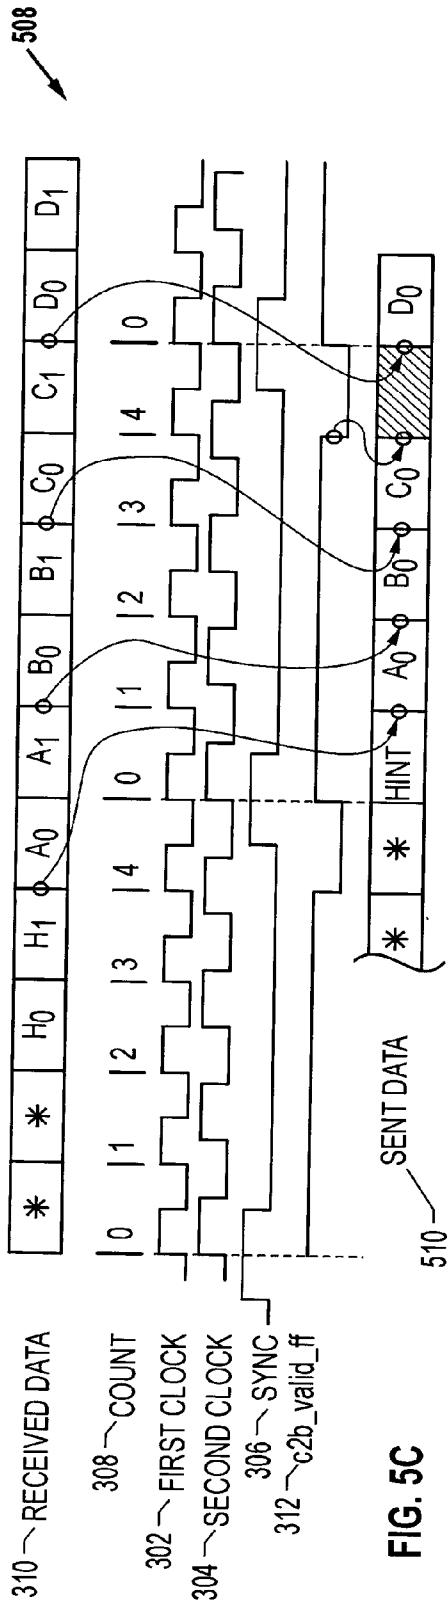 508
310 RECEIVED DATA * * H0 H1 A0 A1 B0 B1 C0 C1 D0 D1
308 COUNT 0 1 2 3 4 0 1 2 3 4 0
302 FIRST CLOCK
304 SECOND CLOCK
306 SYNC
312 c2b_valid_ff
510 SENT DATA * * HINT A0 B0 C0 D0
FIG. 5C